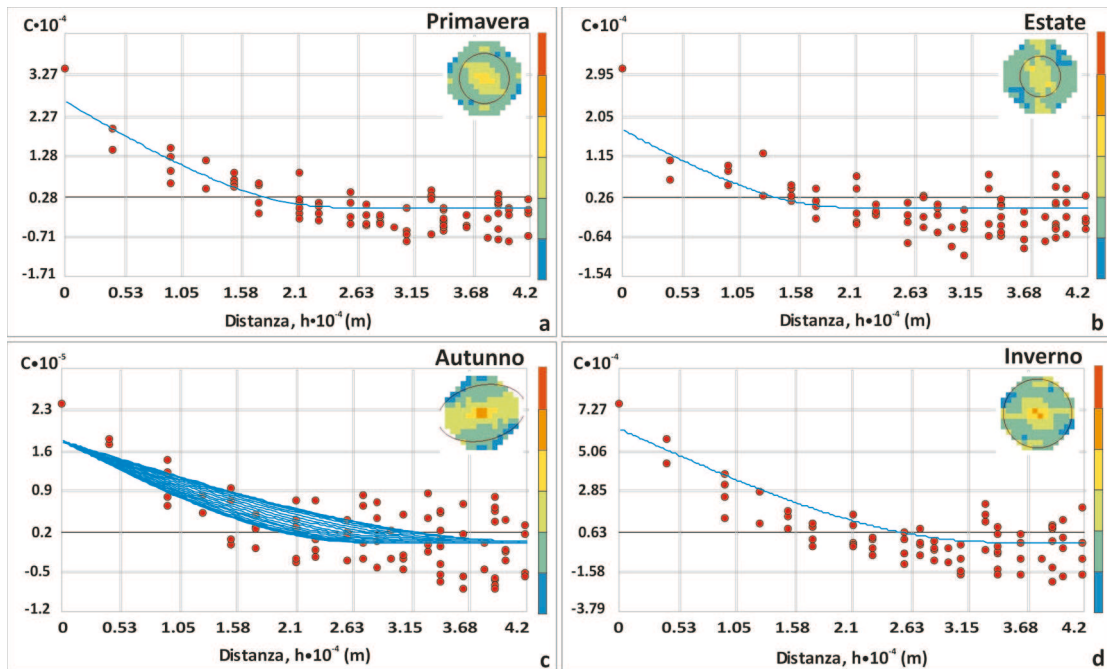 C•10⁻⁴
Primavera
3.27
2.27
1.28
0.28
-0.71
-1.71
0 0.53 1.05 1.58 2.1 2.63 3.15 3.68 4.2
Distanza, h•10⁻⁴ (m)
a
C•10⁻⁴
Estate
2.95
2.05
1.15
0.26
-0.64
-1.54
0 0.53 1.05 1.58 2.1 2.63 3.15 3.68 4.2
Distanza, h•10⁻⁴ (m)
b
C•10⁻⁵
Autunno
2.3
1.6
0.9
0.2
-0.5
-1.2
0 0.53 1.05 1.58 2.1 2.63 3.15 3.68 4.2
Distanza, h•10⁻⁴ (m)
c
C•10⁻⁴
Inverno
7.27
5.06
2.85
0.63
-1.58
-3.79
0 0.53 1.05 1.58 2.1 2.63 3.15 3.68 4.2
Distanza, h•10⁻⁴ (m)
d